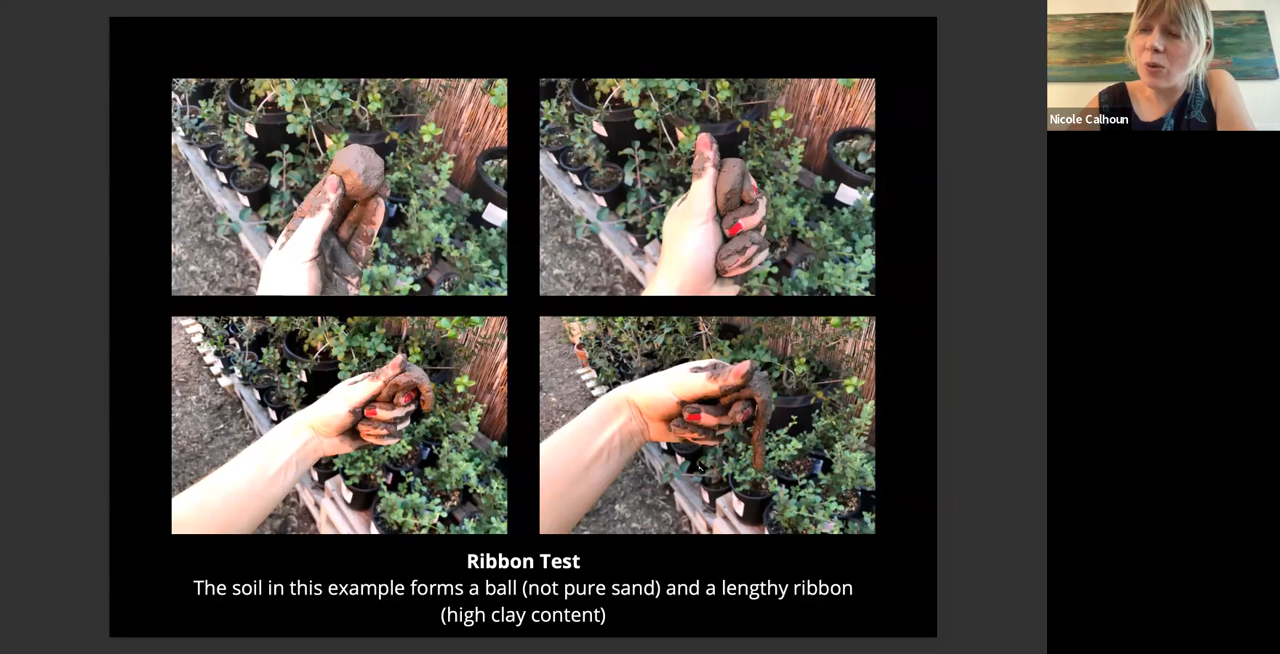 Nicole Calhoun
Ribbon Test
The soil in this example forms a ball (not pure sand) and a lengthy ribbon
(high clay content)